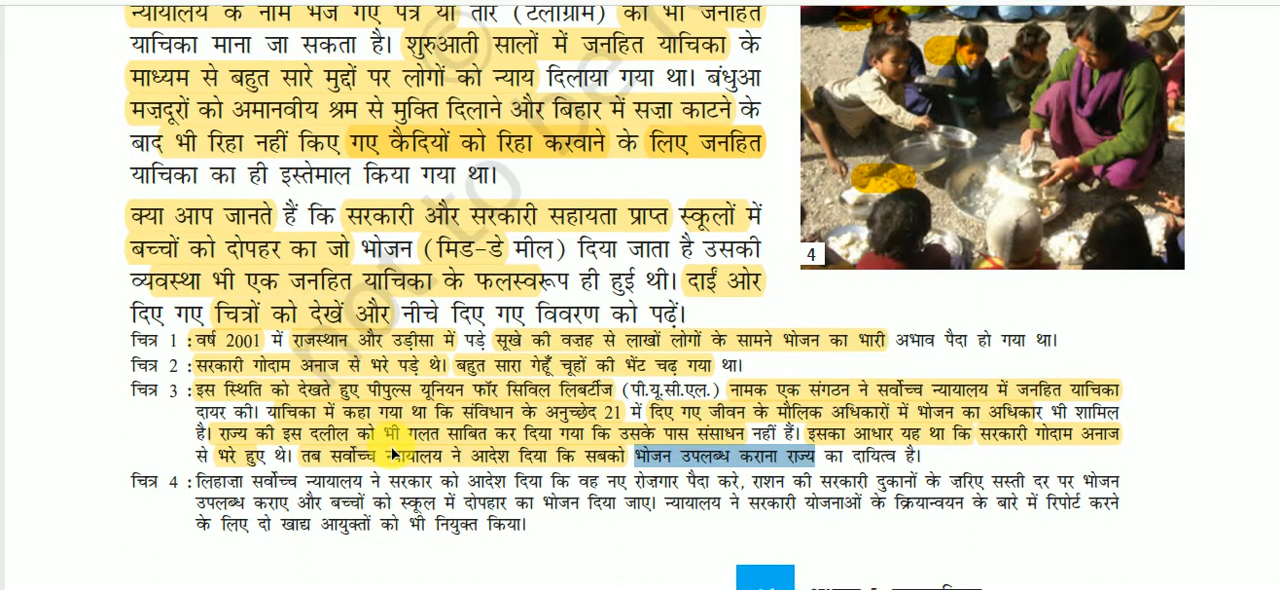 न्यायालय के नाम भेजे गए पत्र या तार (टेलीग्राम) को भी जनहित
याचिका माना जा सकता है। शुरुआती सालों में जनहित याचिका के
माध्यम से बहुत सारे मुद्दों पर लोगों को न्याय दिलाया गया था। बंधुआ
मज़दूरों को अमानवीय श्रम से मुक्ति दिलाने और बिहार में सज़ा काटने के
बाद भी रिहा नहीं किए गए कैदियों को रिहा करवाने के लिए जनहित
याचिका का ही इस्तेमाल किया गया था।
क्या आप जानते हैं कि सरकारी और सरकारी सहायता प्राप्त स्कूलों में
बच्चों को दोपहर का जो भोजन (मिड-डे मील) दिया जाता है उसकी
व्यवस्था भी एक जनहित याचिका के फलस्वरूप ही हुई थी। दाईं ओर
दिए गए चित्रों को देखें और नीचे दिए गए विवरण को पढ़ें।
4
चित्र 1 : वर्ष 2001 में राजस्थान और उड़ीसा में पड़े सूखे की वजह से लाखों लोगों के सामने भोजन का भारी अभाव पैदा हो गया था।
चित्र 2 : सरकारी गोदाम अनाज से भरे पड़े थे। बहुत सारा गेहूँ चूहों की भेंट चढ़ गया था।
चित्र 3 : इस स्थिति को देखते हुए पीपुल्स यूनियन फॉर सिविल लिबर्टीज (पी.यू.सी.एल.) नामक एक संगठन ने सर्वोच्च न्यायालय में जनहित याचिका
दायर की। याचिका में कहा गया था कि संविधान के अनुच्छेद 21 में दिए गए जीवन के मौलिक अधिकारों में भोजन का अधिकार भी शामिल
है। राज्य की इस दलील को भी गलत साबित कर दिया गया कि उसके पास संसाधन नहीं हैं। इसका आधार यह था कि सरकारी गोदाम अनाज
से भरे हुए थे। तब सर्वोच्च न्यायालय ने आदेश दिया कि सबको भोजन उपलब्ध कराना राज्य का दायित्व है।
चित्र 4 : लिहाजा सर्वोच्च न्यायालय ने सरकार को आदेश दिया कि वह नए रोज़गार पैदा करे, राशन की सरकारी दुकानों के ज़रिए सस्ती दर पर भोजन
उपलब्ध कराए और बच्चों को स्कूल में दोपहार का भोजन दिया जाए। न्यायालय ने सरकारी योजनाओं के क्रियान्वयन के बारे में रिपोर्ट करने
के लिए दो खाद्य आयुक्तों को भी नियुक्त किया।